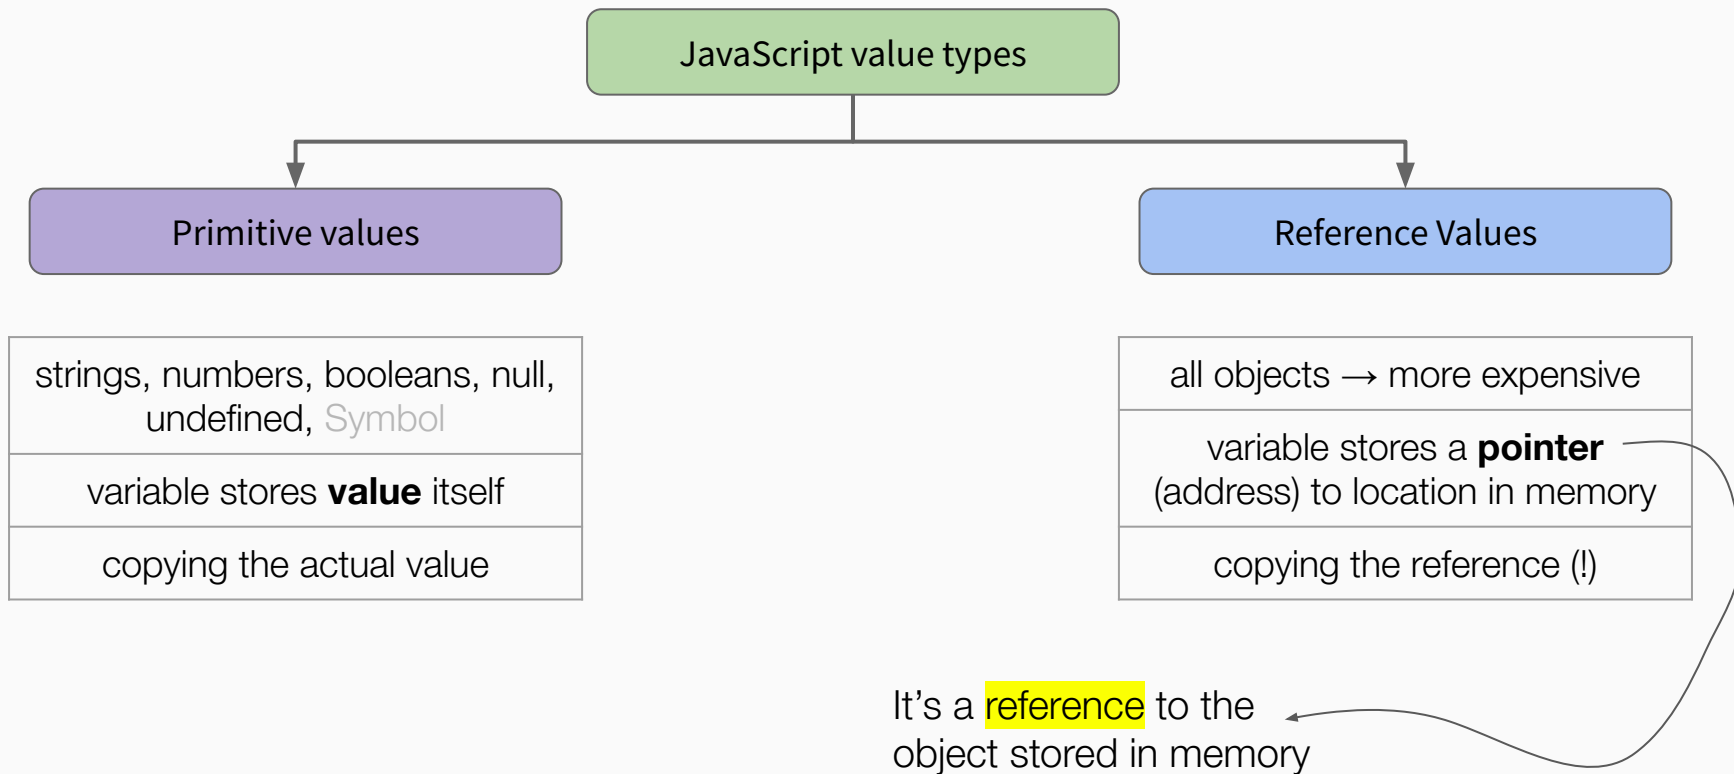 JavaScript value types
Primitive values
Reference Values
strings, numbers, booleans, null,
undefined, Symbol
variable stores value itself
copying the actual value
all objects → more expensive
variable stores a pointer
(address) to location in memory
copying the reference (!)
It's a reference to the
object stored in memory